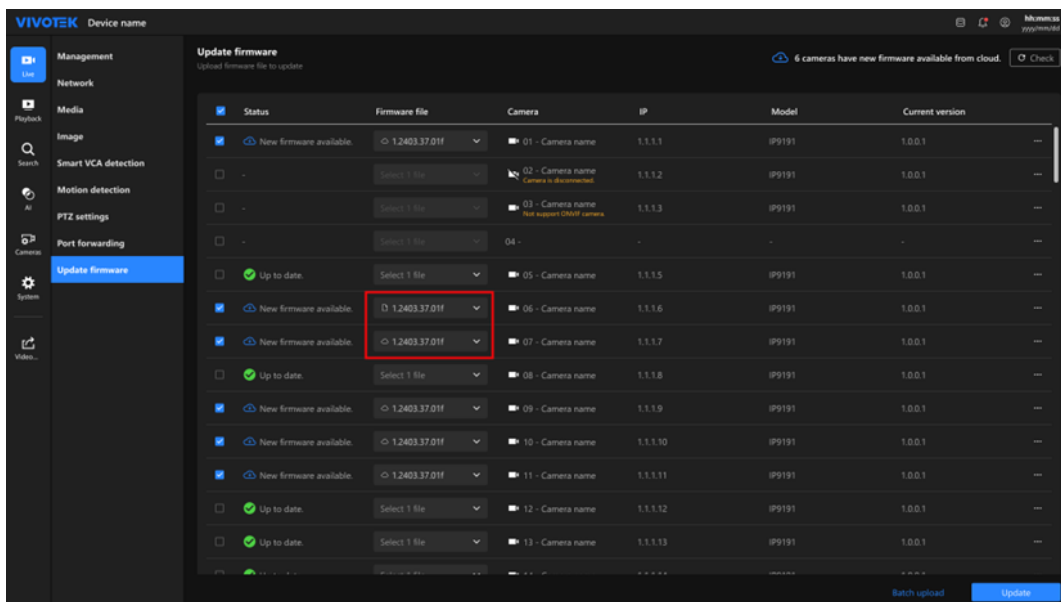 VIVOTEK Device name
hh:mm:ss
yyyy/mm/dd
Live
Playback
Search
AI
Cameras
System
Video...
Management
Network
Media
Image
Smart VCA detection
Motion detection
PTZ settings
Port forwarding
Update firmware
Update firmware
Upload firmware file to update
6 cameras have new firmware available from cloud. Check
Status Firmware file Camera IP Model Current version
New firmware available. 1.2403.37.01f 01 - Camera name 1.1.1.1 IP9191 1.0.0.1 ...
- Select 1 file 02 - Camera name 1.1.1.2 IP9191 1.0.0.1 ...
Camera is disconnected.
- Select 1 file 03 - Camera name 1.1.1.3 IP9191 1.0.0.1 ...
Not support ONVIF camera.
- Select 1 file 04 - - - - ...
Up to date. Select 1 file 05 - Camera name 1.1.1.5 IP9191 1.0.0.1 ...
New firmware available. 1.2403.37.01f 06 - Camera name 1.1.1.6 IP9191 1.0.0.1 ...
New firmware available. 1.2403.37.01f 07 - Camera name 1.1.1.7 IP9191 1.0.0.1 ...
Up to date. Select 1 file 08 - Camera name 1.1.1.8 IP9191 1.0.0.1 ...
New firmware available. 1.2403.37.01f 09 - Camera name 1.1.1.9 IP9191 1.0.0.1 ...
New firmware available. 1.2403.37.01f 10 - Camera name 1.1.1.10 IP9191 1.0.0.1 ...
New firmware available. 1.2403.37.01f 11 - Camera name 1.1.1.11 IP9191 1.0.0.1 ...
Up to date. Select 1 file 12 - Camera name 1.1.1.12 IP9191 1.0.0.1 ...
Up to date. Select 1 file 13 - Camera name 1.1.1.13 IP9191 1.0.0.1 ...
Batch upload Update